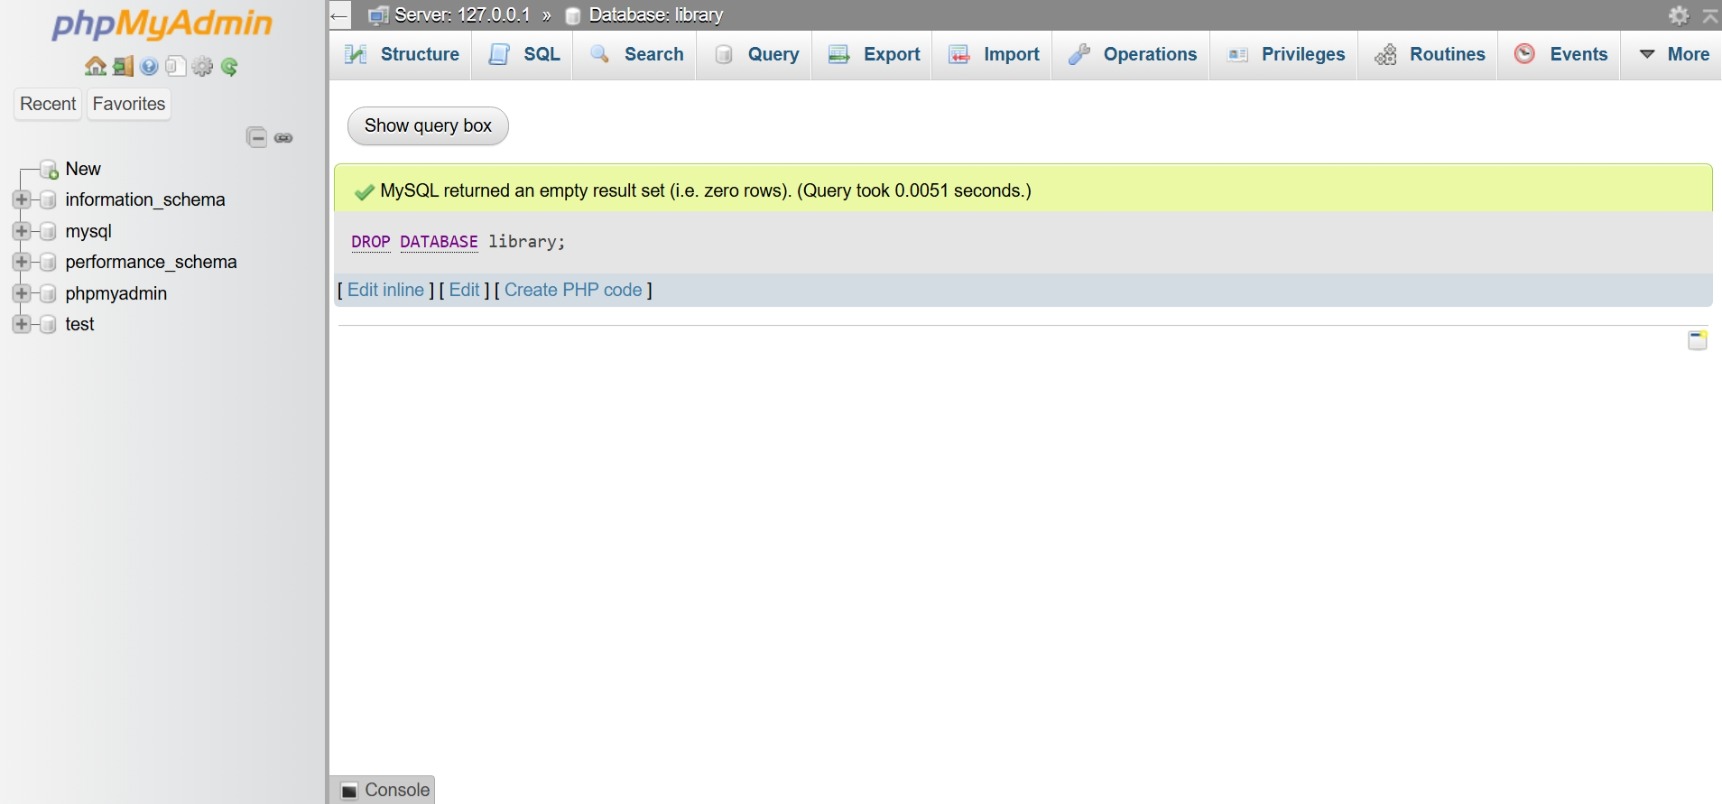 phpMyAdmin
Recent Favorites
New
information_schema
mysql
performance_schema
phpmyadmin
test
Server: 127.0.0.1 » Database: library
Structure SQL Search Query Export Import Operations Privileges Routines Events More
Show query box
MySQL returned an empty result set (i.e. zero rows). (Query took 0.0051 seconds.)
DROP DATABASE library;
[ Edit inline ] [ Edit ] [ Create PHP code ]
Console